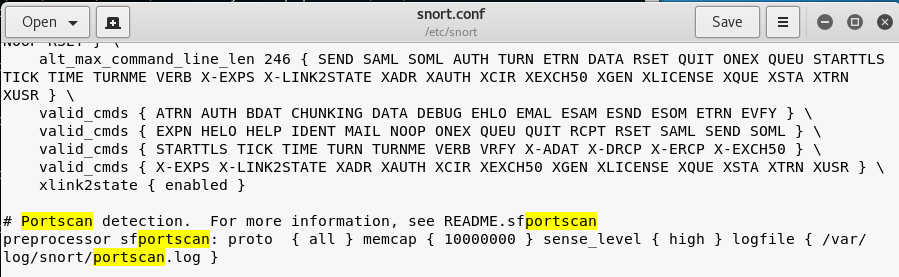 Open
snort.conf
/etc/snort
Save
NOOP RSET } \
alt_max_command_line_len 246 { SEND SAML SOML AUTH TURN ETRN DATA RSET QUIT ONEX QUEU STARTTLS
TICK TIME TURNME VERB X-EXPS X-LINK2STATE XADR XAUTH XCIR XEXCH50 XGEN XLICENSE XQUE XSTA XTRN
XUSR } \
valid_cmds { ATRN AUTH BDAT CHUNKING DATA DEBUG EHLO EMAL ESAM ESND ESOM ETRN EVFY } \
valid_cmds { EXPN HELO HELP IDENT MAIL NOOP ONEX QUEU QUIT RCPT RSET SAML SEND SOML } \
valid_cmds { STARTTLS TICK TIME TURN TURNME VERB VRFY X-ADAT X-DRCP X-ERCP X-EXCH50 } \
valid_cmds { X-EXPS X-LINK2STATE XADR XAUTH XCIR XEXCH50 XGEN XLICENSE XQUE XSTA XTRN XUSR } \
xlink2state { enabled }
# Portscan detection.  For more information, see README.sfportscan
preprocessor sfportscan: proto  { all } memcap { 10000000 } sense_level { high } logfile { /var/
log/snort/portscan.log }